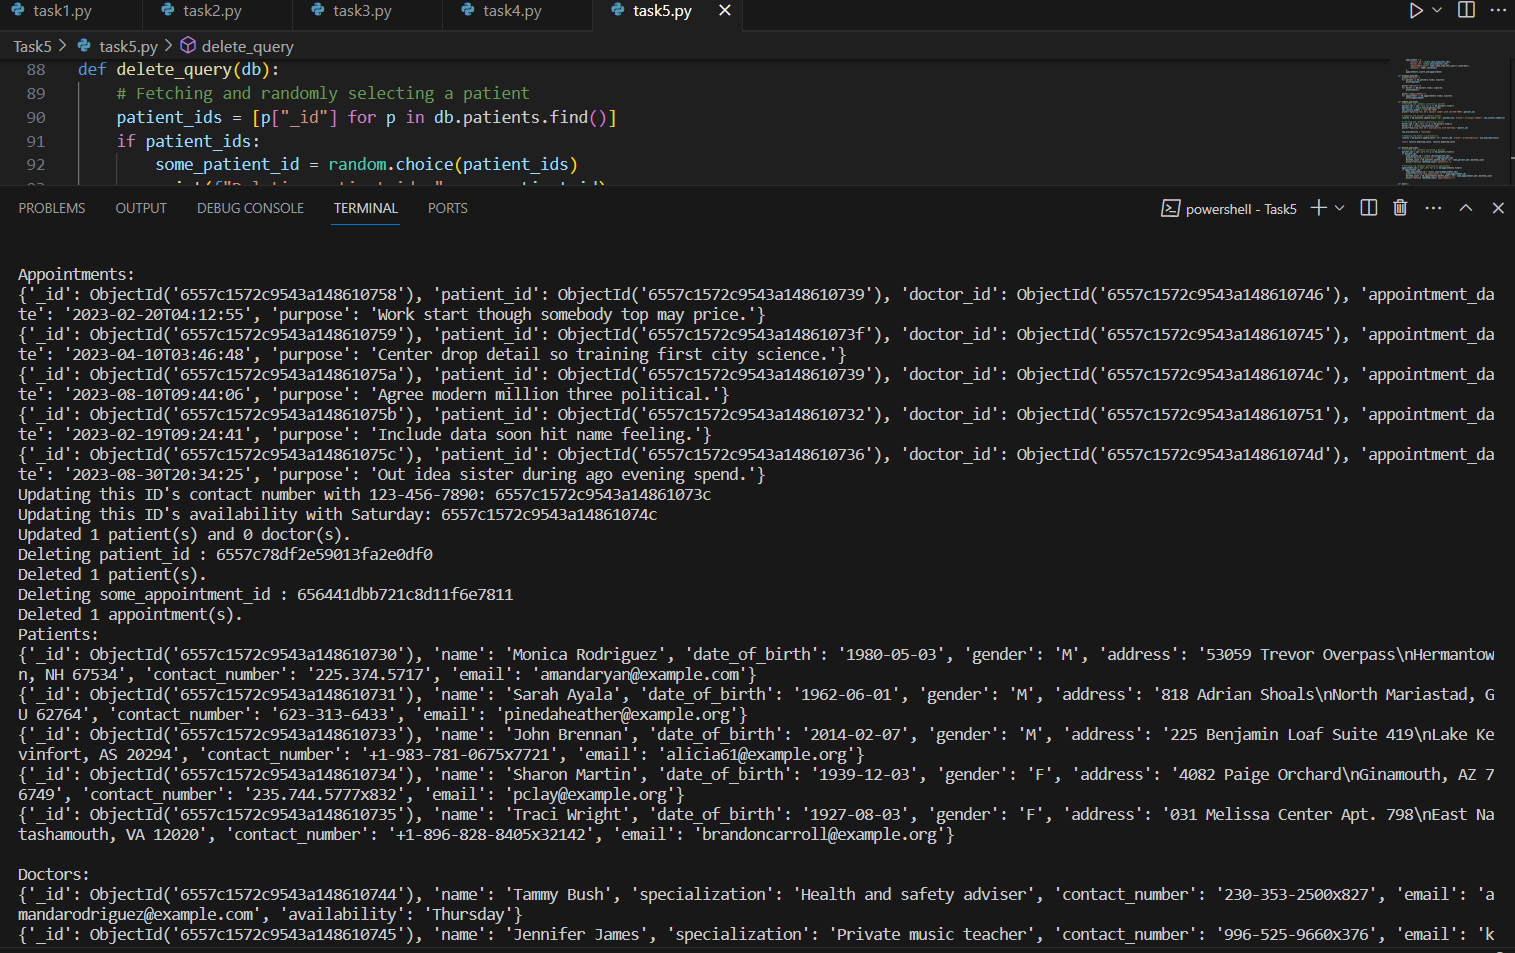 task1.py task2.py task3.py task4.py task5.py
Task5 > task5.py > delete_query
88 def delete_query(db):
89 # Fetching and randomly selecting a patient
90 patient_ids = [p["_id"] for p in db.patients.find()]
91 if patient_ids:
92 some_patient_id = random.choice(patient_ids)
PROBLEMS OUTPUT DEBUG CONSOLE TERMINAL PORTS powershell - Task5
Appointments:
{'_id': ObjectId('6557c1572c9543a148610758'), 'patient_id': ObjectId('6557c1572c9543a148610739'), 'doctor_id': ObjectId('6557c1572c9543a148610746'), 'appointment_da
te': '2023-02-20T04:12:55', 'purpose': 'Work start though somebody top may price.'}
{'_id': ObjectId('6557c1572c9543a148610759'), 'patient_id': ObjectId('6557c1572c9543a14861073f'), 'doctor_id': ObjectId('6557c1572c9543a148610745'), 'appointment_da
te': '2023-04-10T03:46:48', 'purpose': 'Center drop detail so training first city science.'}
{'_id': ObjectId('6557c1572c9543a14861075a'), 'patient_id': ObjectId('6557c1572c9543a148610739'), 'doctor_id': ObjectId('6557c1572c9543a14861074c'), 'appointment_da
te': '2023-08-10T09:44:06', 'purpose': 'Agree modern million three political.'}
{'_id': ObjectId('6557c1572c9543a14861075b'), 'patient_id': ObjectId('6557c1572c9543a148610732'), 'doctor_id': ObjectId('6557c1572c9543a148610751'), 'appointment_da
te': '2023-02-19T09:24:41', 'purpose': 'Include data soon hit name feeling.'}
{'_id': ObjectId('6557c1572c9543a14861075c'), 'patient_id': ObjectId('6557c1572c9543a148610736'), 'doctor_id': ObjectId('6557c1572c9543a14861074d'), 'appointment_da
te': '2023-08-30T20:34:25', 'purpose': 'Out idea sister during ago evening spend.'}
Updating this ID's contact number with 123-456-7890: 6557c1572c9543a14861073c
Updating this ID's availability with Saturday: 6557c1572c9543a14861074c
Updated 1 patient(s) and 0 doctor(s).
Deleting patient_id : 6557c78df2e59013fa2e0df0
Deleted 1 patient(s).
Deleting some_appointment_id : 656441dbb721c8d11f6e7811
Deleted 1 appointment(s).
Patients:
{'_id': ObjectId('6557c1572c9543a148610730'), 'name': 'Monica Rodriguez', 'date_of_birth': '1980-05-03', 'gender': 'M', 'address': '53059 Trevor Overpass\nHermantow
n, NH 67534', 'contact_number': '225.374.5717', 'email': 'amandaryan@example.com'}
{'_id': ObjectId('6557c1572c9543a148610731'), 'name': 'Sarah Ayala', 'date_of_birth': '1962-06-01', 'gender': 'M', 'address': '818 Adrian Shoals\nNorth Mariastad, G
U 62764', 'contact_number': '623-313-6433', 'email': 'pinedaheather@example.org'}
{'_id': ObjectId('6557c1572c9543a148610733'), 'name': 'John Brennan', 'date_of_birth': '2014-02-07', 'gender': 'M', 'address': '225 Benjamin Loaf Suite 419\nLake Ke
vinfort, AS 20294', 'contact_number': '+1-983-781-0675x7721', 'email': 'alicia61@example.org'}
{'_id': ObjectId('6557c1572c9543a148610734'), 'name': 'Sharon Martin', 'date_of_birth': '1939-12-03', 'gender': 'F', 'address': '4082 Paige Orchard\nGinamouth, AZ 7
6749', 'contact_number': '235.744.5777x832', 'email': 'pclay@example.org'}
{'_id': ObjectId('6557c1572c9543a148610735'), 'name': 'Traci Wright', 'date_of_birth': '1927-08-03', 'gender': 'F', 'address': '031 Melissa Center Apt. 798\nEast Na
tashamouth, VA 12020', 'contact_number': '+1-896-828-8405x32142', 'email': 'brandoncarroll@example.org'}
Doctors:
{'_id': ObjectId('6557c1572c9543a148610744'), 'name': 'Tammy Bush', 'specialization': 'Health and safety adviser', 'contact_number': '230-353-2500x827', 'email': 'a
mandarodriguez@example.com', 'availability': 'Thursday'}
{'_id': ObjectId('6557c1572c9543a148610745'), 'name': 'Jennifer James', 'specialization': 'Private music teacher', 'contact_number': '996-525-9660x376', 'email': 'k